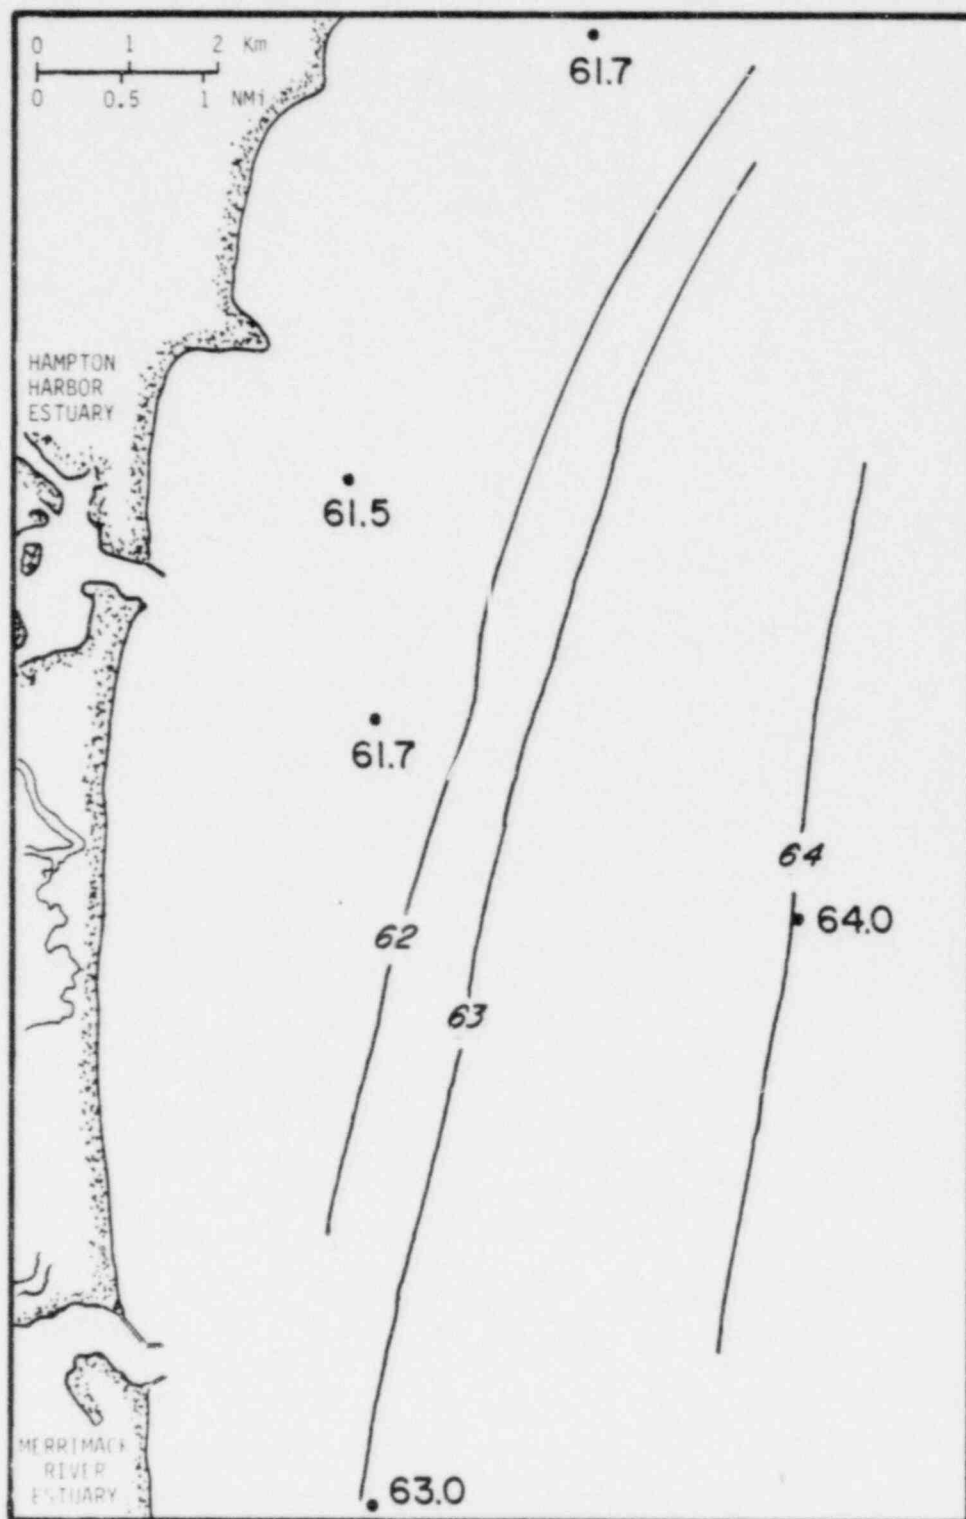 0 1 2 Km
0 0.5 1 NMi
61.7
HAMPTON
HARBOR
ESTUARY
61.5
61.7
64
64.0
62
63
MERRIMACK
RIVER
ESTUARY
63.0